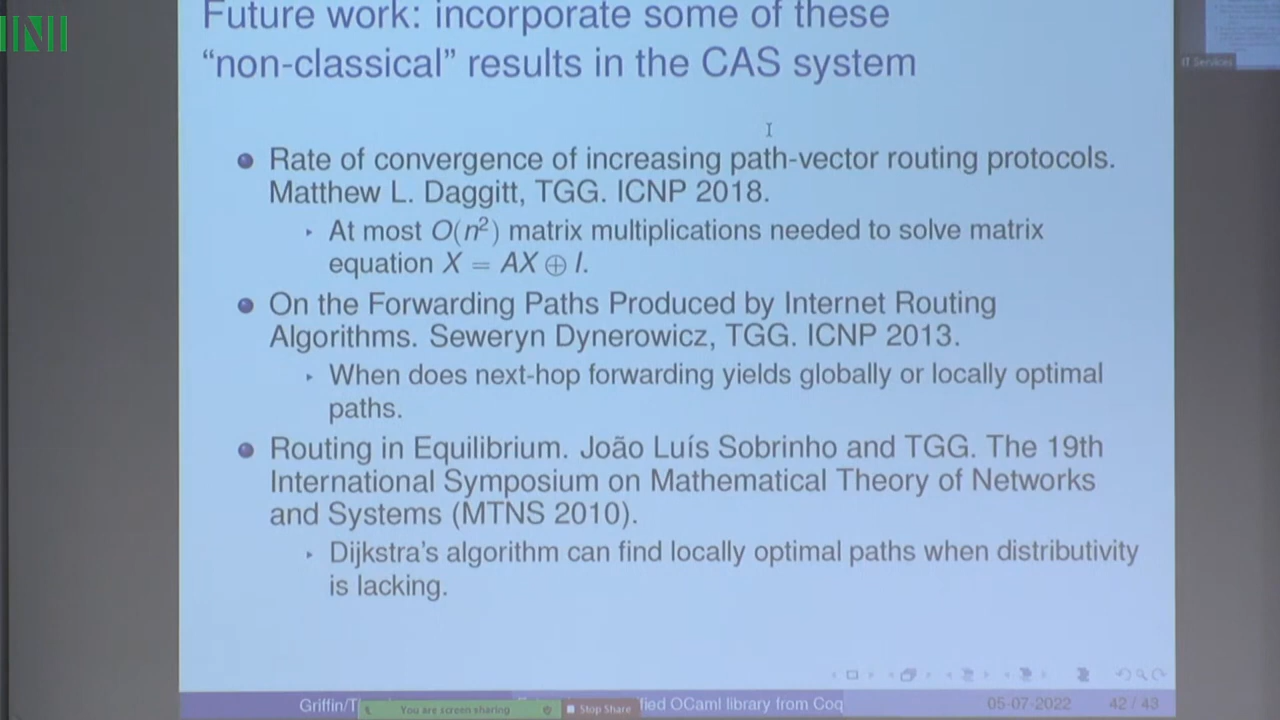 INI
Future work: incorporate some of these
“non-classical” results in the CAS system
IT Services
Rate of convergence of increasing path-vector routing protocols.
Matthew L. Daggitt, TGG. ICNP 2018.
At most O(n²) matrix multiplications needed to solve matrix
equation X = AX ⊕ I.
On the Forwarding Paths Produced by Internet Routing
Algorithms. Seweryn Dynerowicz, TGG. ICNP 2013.
When does next-hop forwarding yields globally or locally optimal
paths.
Routing in Equilibrium. João Luís Sobrinho and TGG. The 19th
International Symposium on Mathematical Theory of Networks
and Systems (MTNS 2010).
Dijkstra’s algorithm can find locally optimal paths when distributivity
is lacking.
Griffin/T
You are screen sharing
Stop Share
ified OCaml library from Coq
05-07-2022
42 / 43